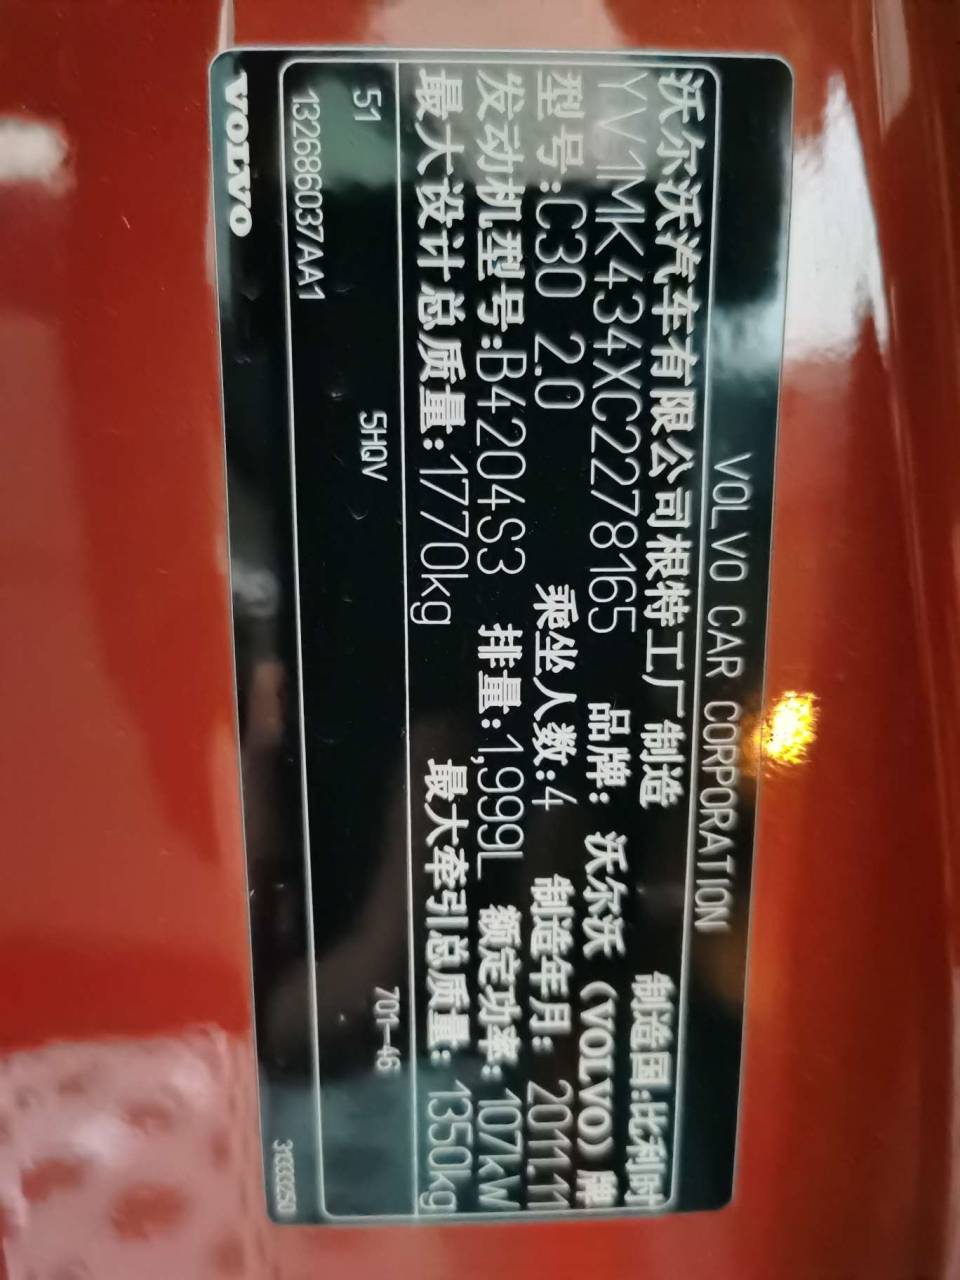 VOLVO CAR CORPORATION
沃尔沃汽车有限公司根特工厂制造 制造国:比利时
YV1MK434XC2278165 品牌: 沃尔沃 (VOLVO) 牌
型号:C30 2.0 乘坐人数:4 制造年月: 2011.11
发动机型号:B4204S3 排量:1,999L 额定功率: 107kW
最大设计总质量:1770kg 最大牵引总质量: 1350kg
51 5HQV 701-46
132686037AA1
VOLVO 31333250